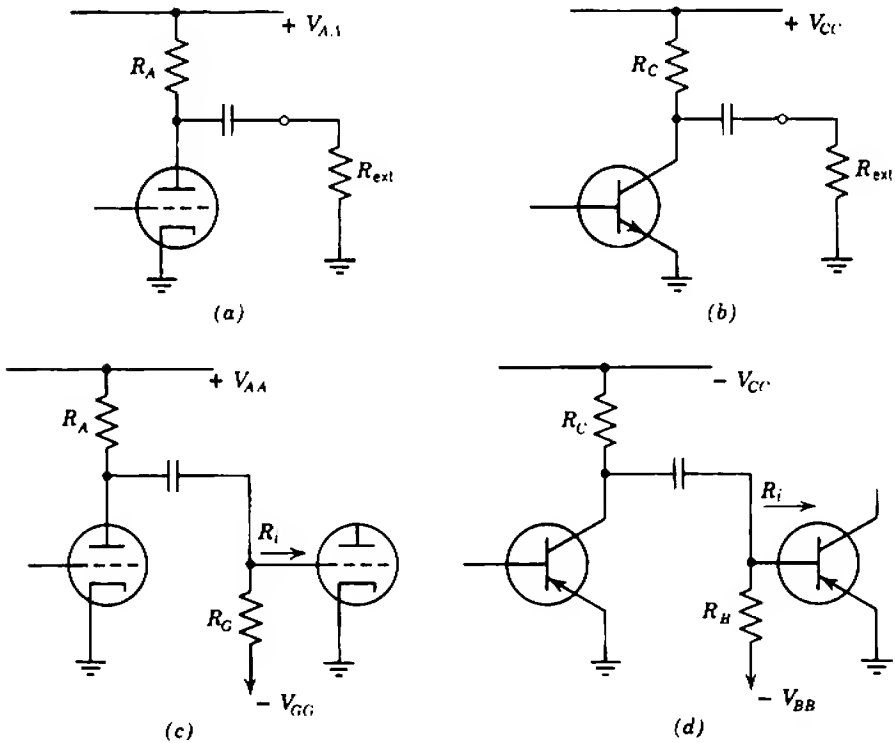 + V_AA
R_A
R_ext
(a)
+ V_CC
R_C
R_ext
(b)
+ V_AA
R_A
R_i
R_G
− V_GG
(c)
− V_CC
R_C
R_i
R_B
− V_BB
(d)